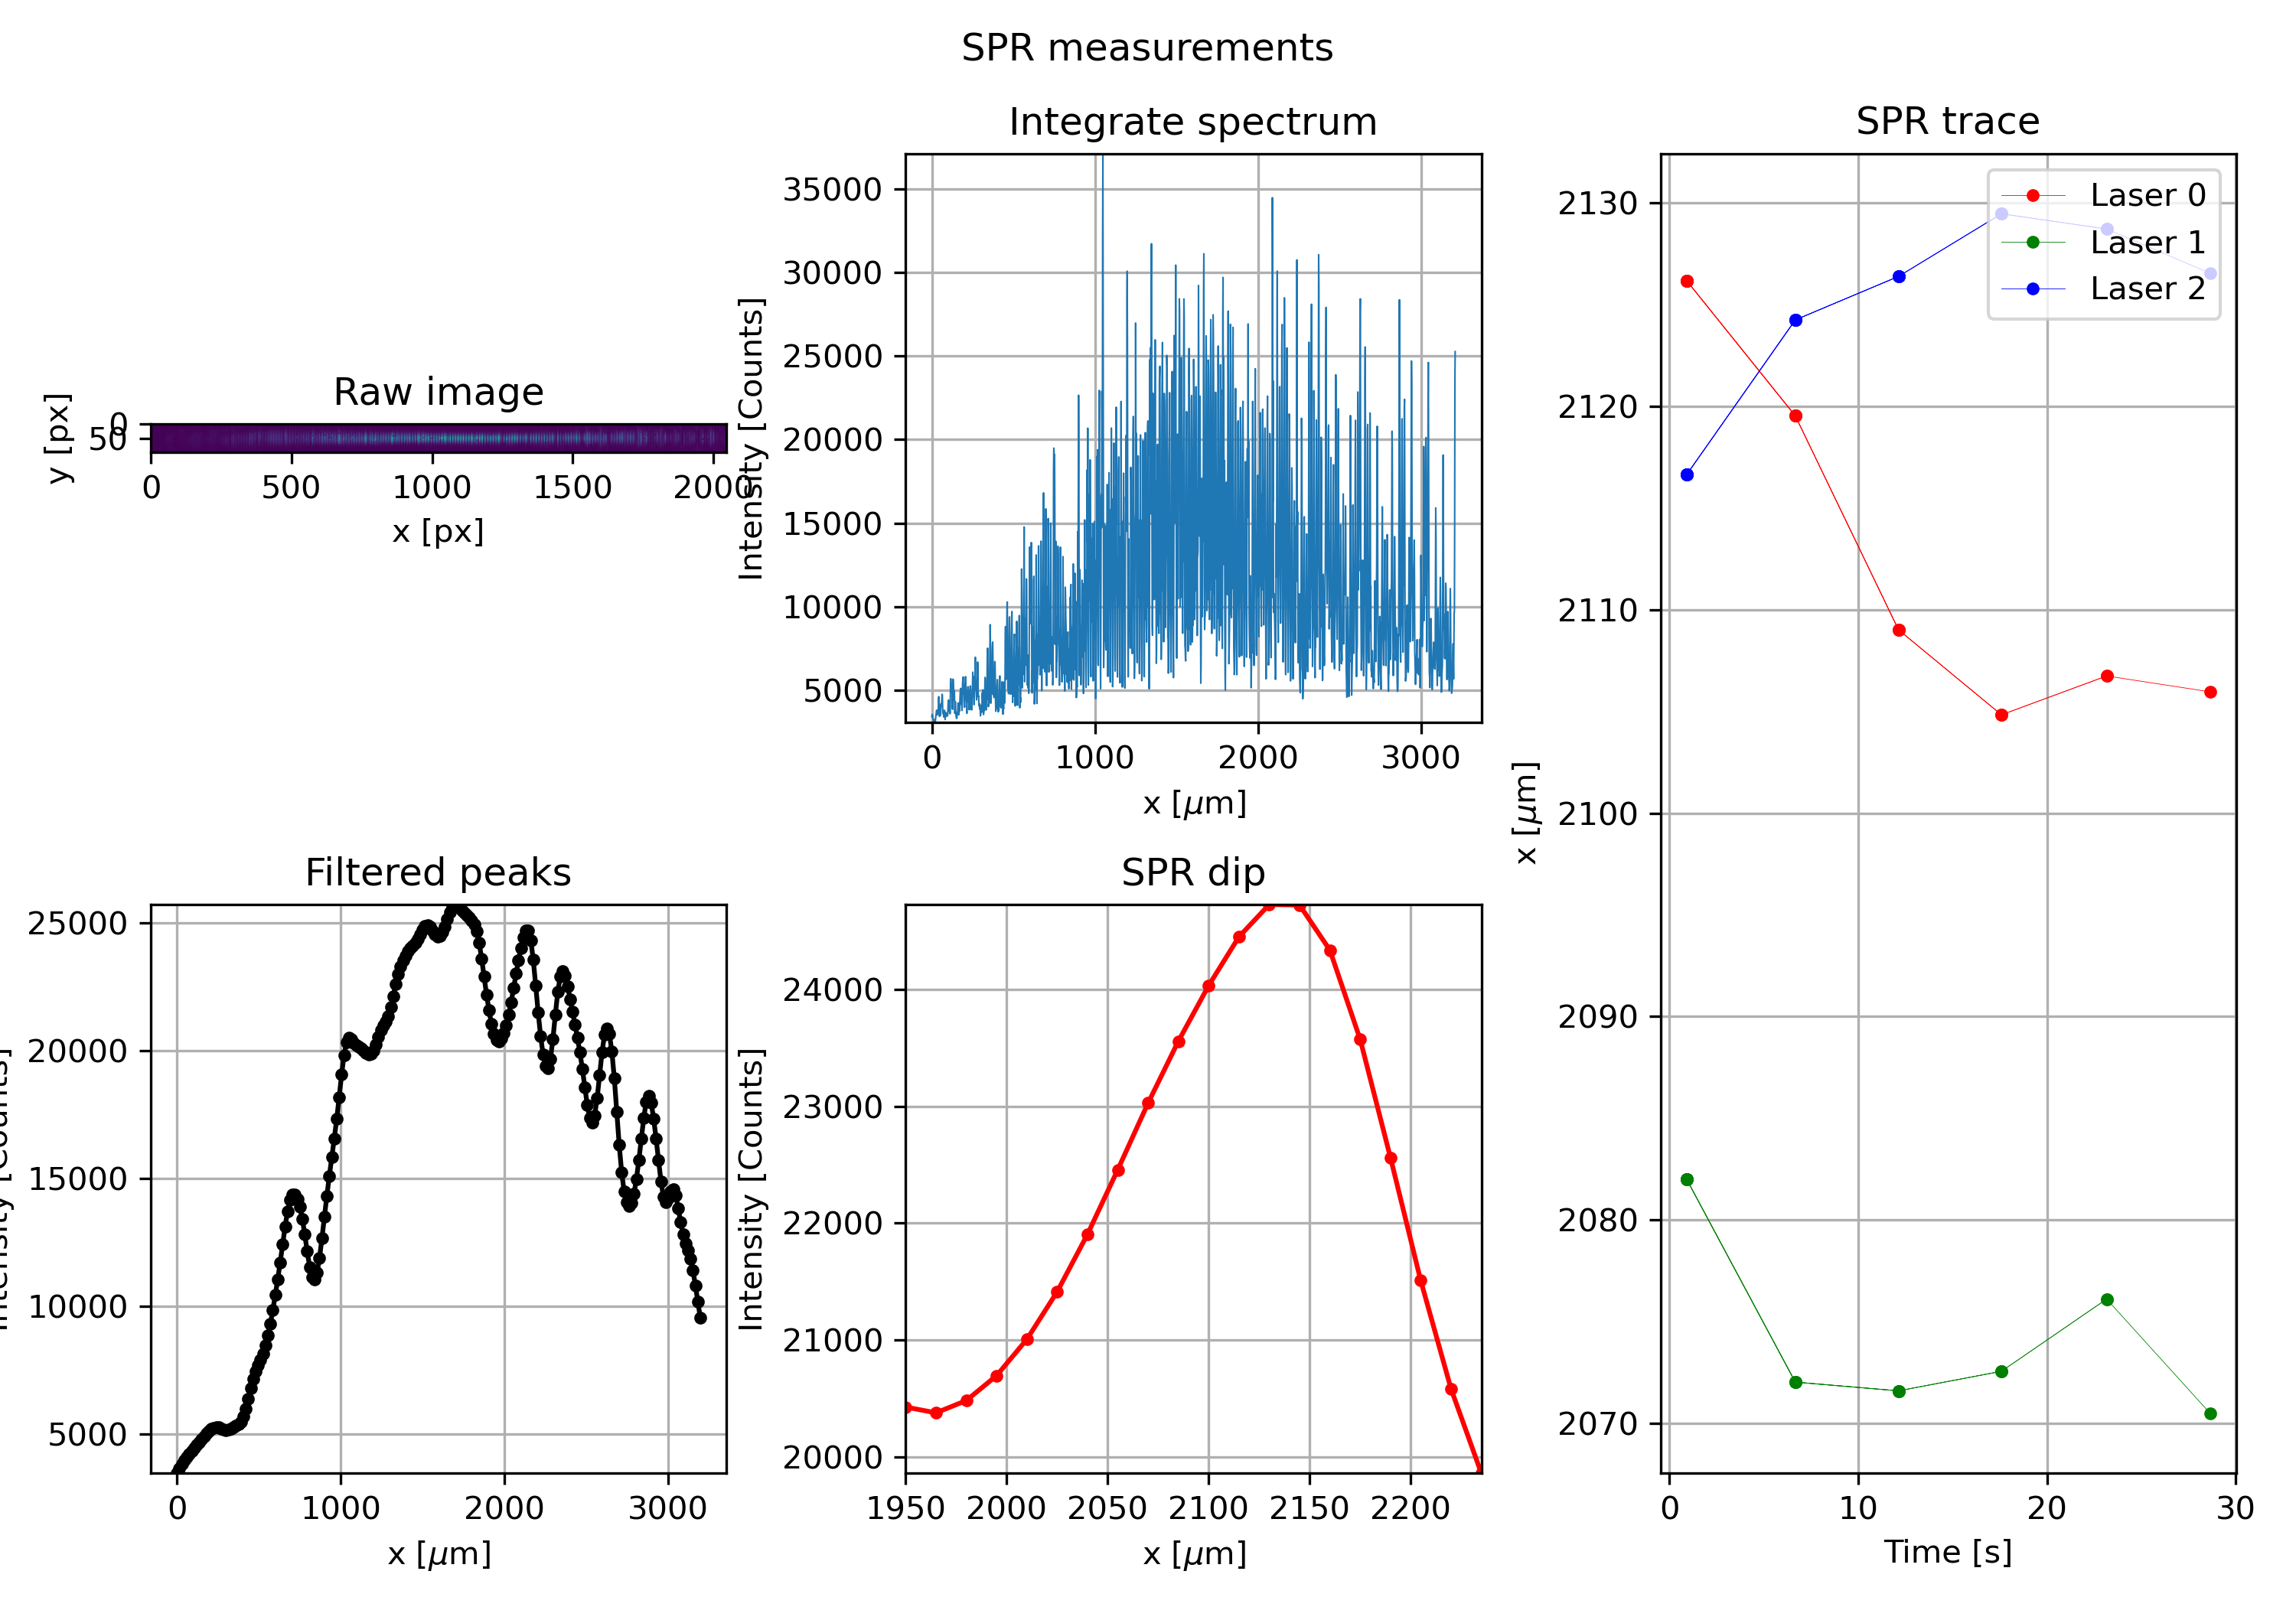 SPR measurements
Raw image
y [px]
0
50
0 500 1000 1500 2000
x [px]
Integrate spectrum
Intensity [Counts]
35000
30000
25000
20000
15000
10000
5000
0 1000 2000 3000
x [μm]
Filtered peaks
Intensity [Counts]
25000
20000
15000
10000
5000
0 1000 2000 3000
x [μm]
SPR dip
Intensity [Counts]
24000
23000
22000
21000
20000
1950 2000 2050 2100 2150 2200
x [μm]
SPR trace
x [μm]
2130
2120
2110
2100
2090
2080
2070
Laser 0
Laser 1
Laser 2
0 10 20 30
Time [s]